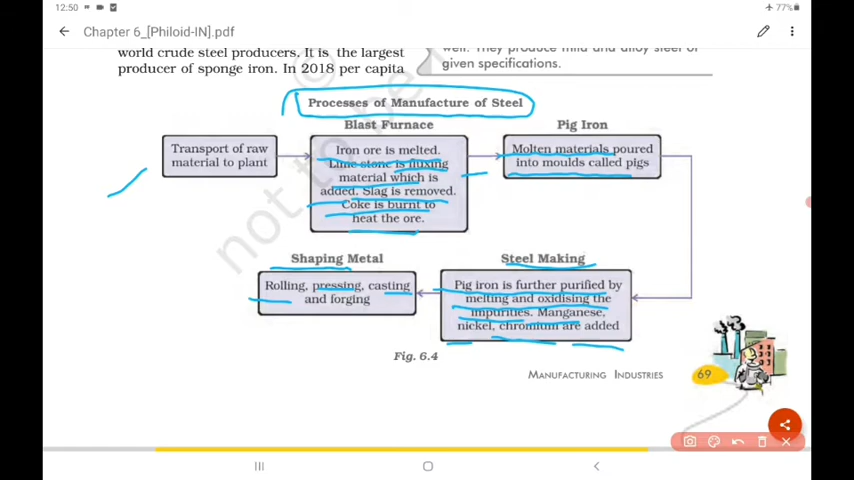 12:50
77%
Chapter 6_[Philoid-IN].pdf
world crude steel producers. It is the largest
producer of sponge iron. In 2018 per capita
well. They produce mild and alloy steel of
given specifications.
Processes of Manufacture of Steel
Blast Furnace
Pig Iron
Transport of raw
material to plant
Iron ore is melted.
Lime stone is fluxing
material which is
added. Slag is removed.
Coke is burnt to
heat the ore.
Molten materials poured
into moulds called pigs
Shaping Metal
Steel Making
Rolling, pressing, casting
and forging
Pig iron is further purified by
melting and oxidising the
impurities. Manganese,
nickel, chromium are added
Fig. 6.4
MANUFACTURING INDUSTRIES
69
not to be